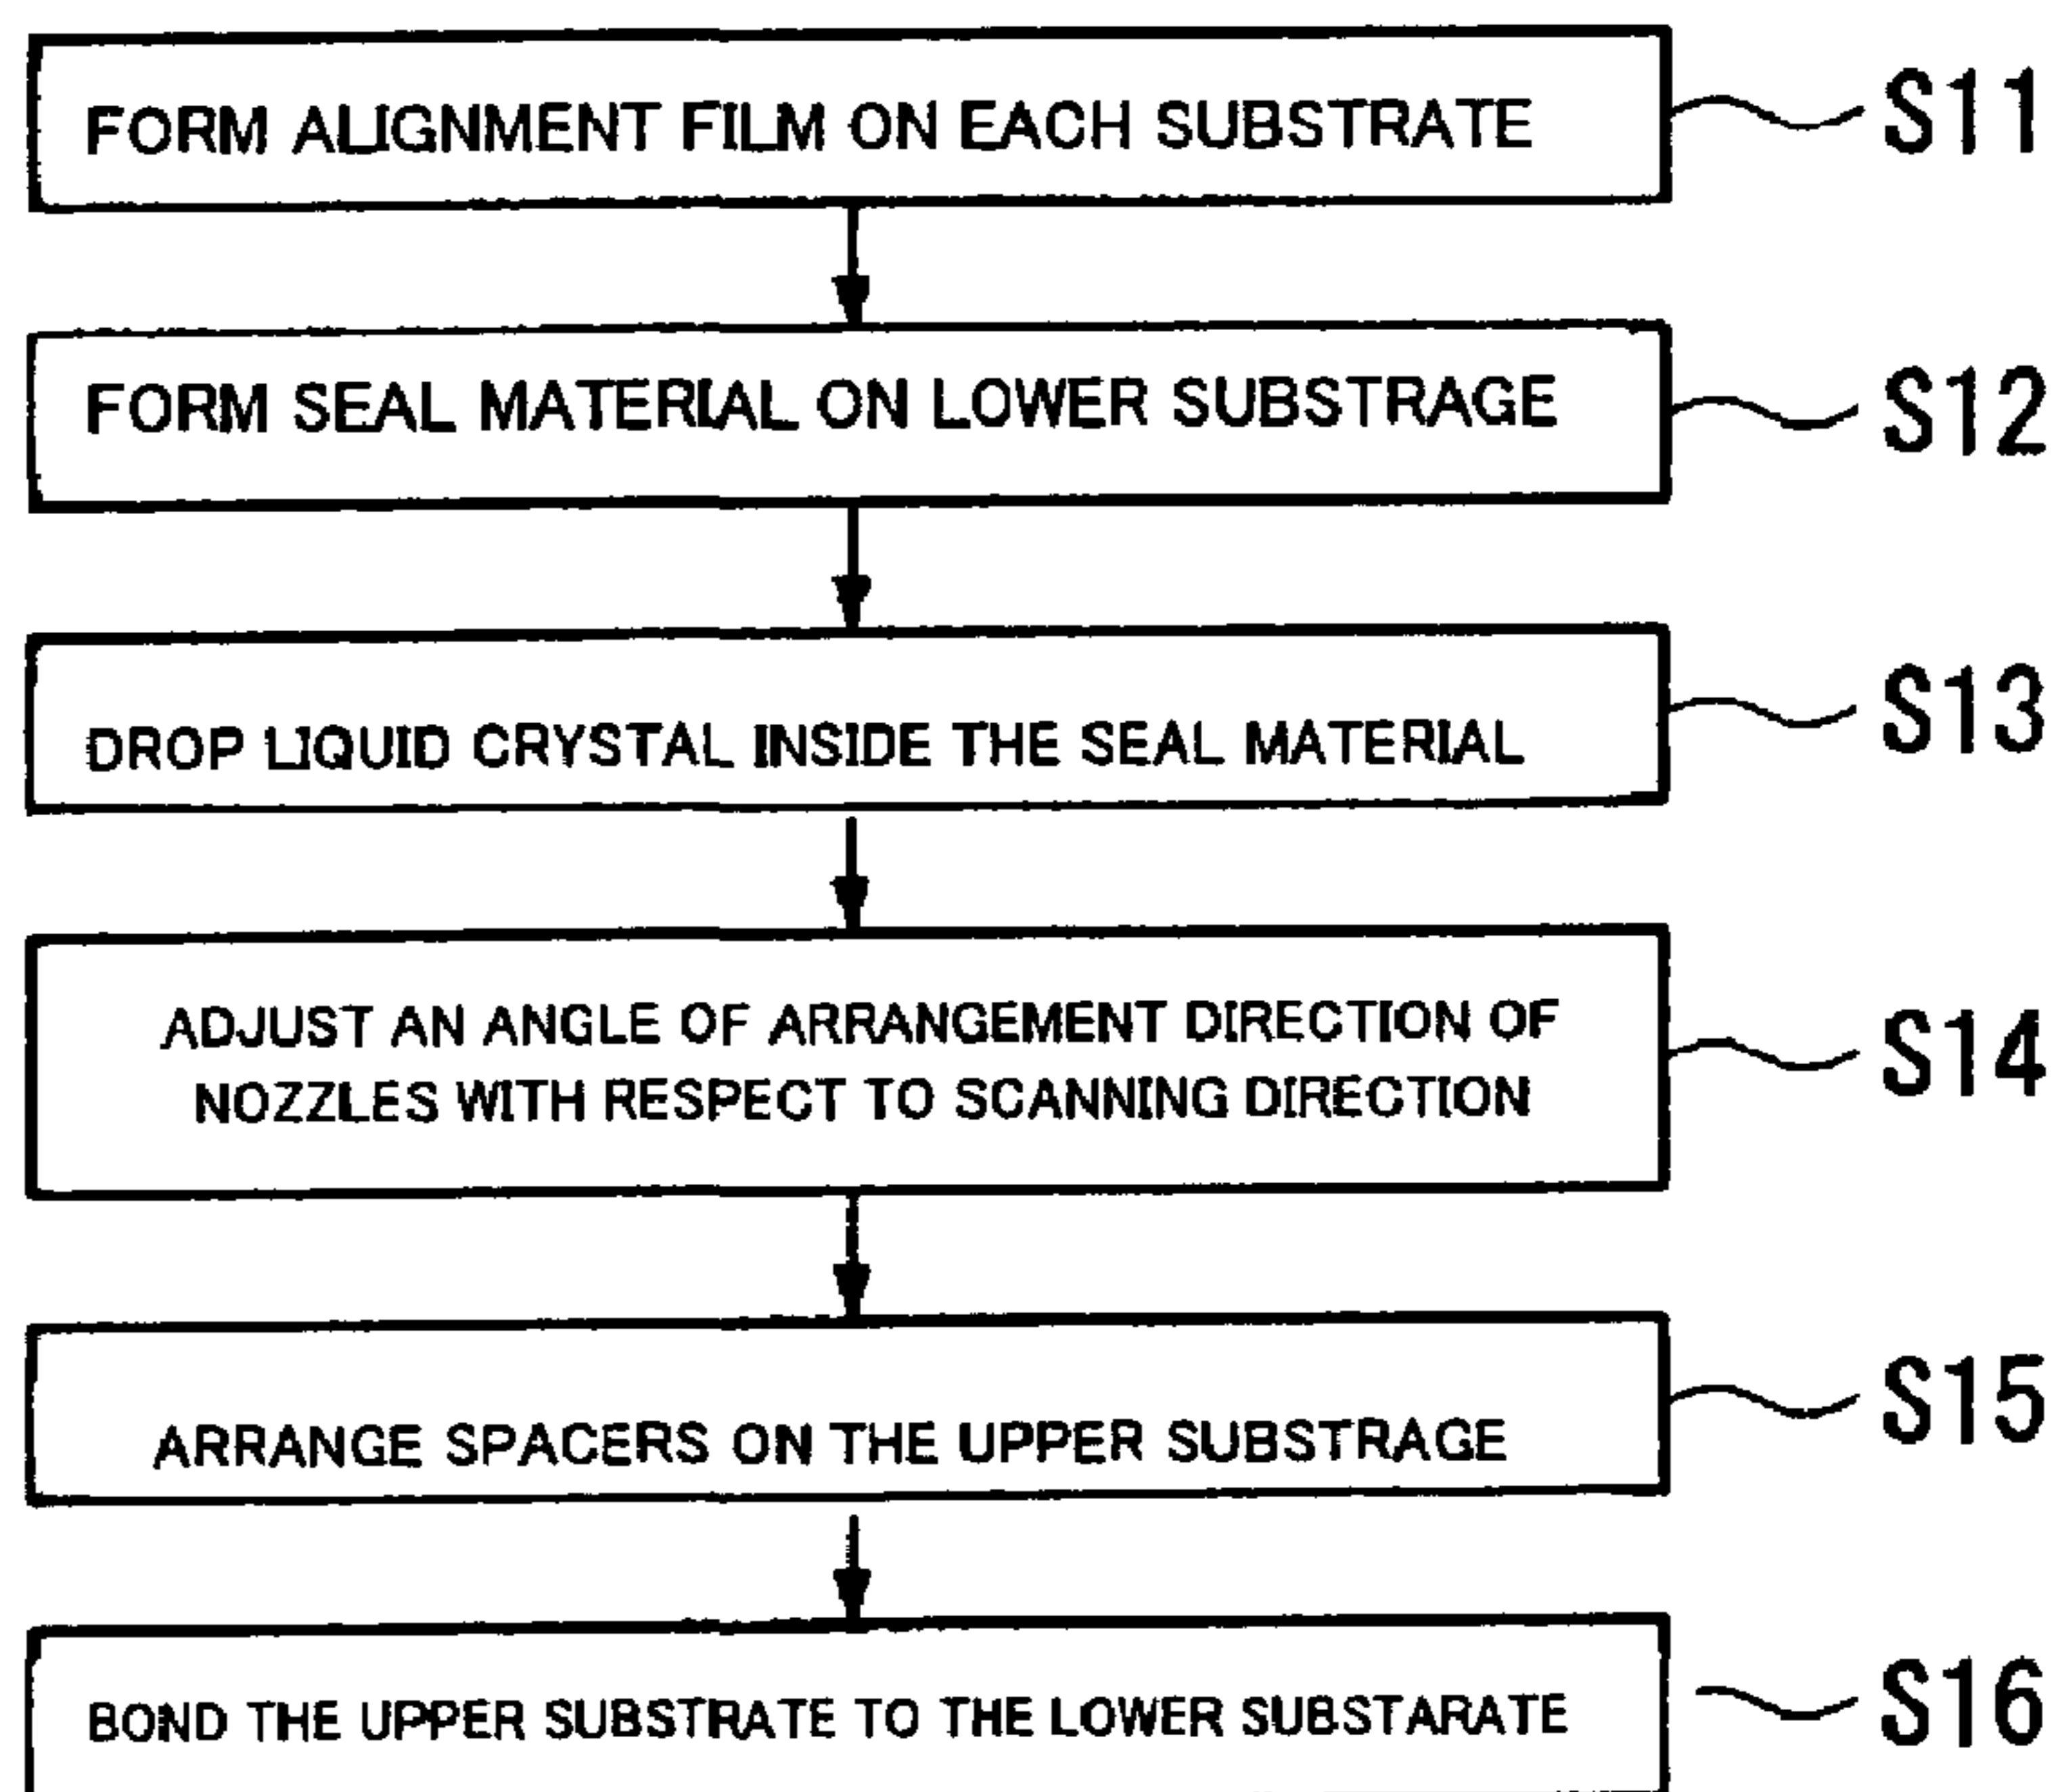 FORM ALIGNMENT FILM ON EACH SUBSTRATE
S11
FORM SEAL MATERIAL ON LOWER SUBSTRAGE
S12
DROP LIQUID CRYSTAL INSIDE THE SEAL MATERIAL
S13
ADJUST AN ANGLE OF ARRANGEMENT DIRECTION OF
NOZZLES WITH RESPECT TO SCANNING DIRECTION
S14
ARRANGE SPACERS ON THE UPPER SUBSTRAGE
S15
BOND THE UPPER SUBSTRATE TO THE LOWER SUBSTARATE
S16